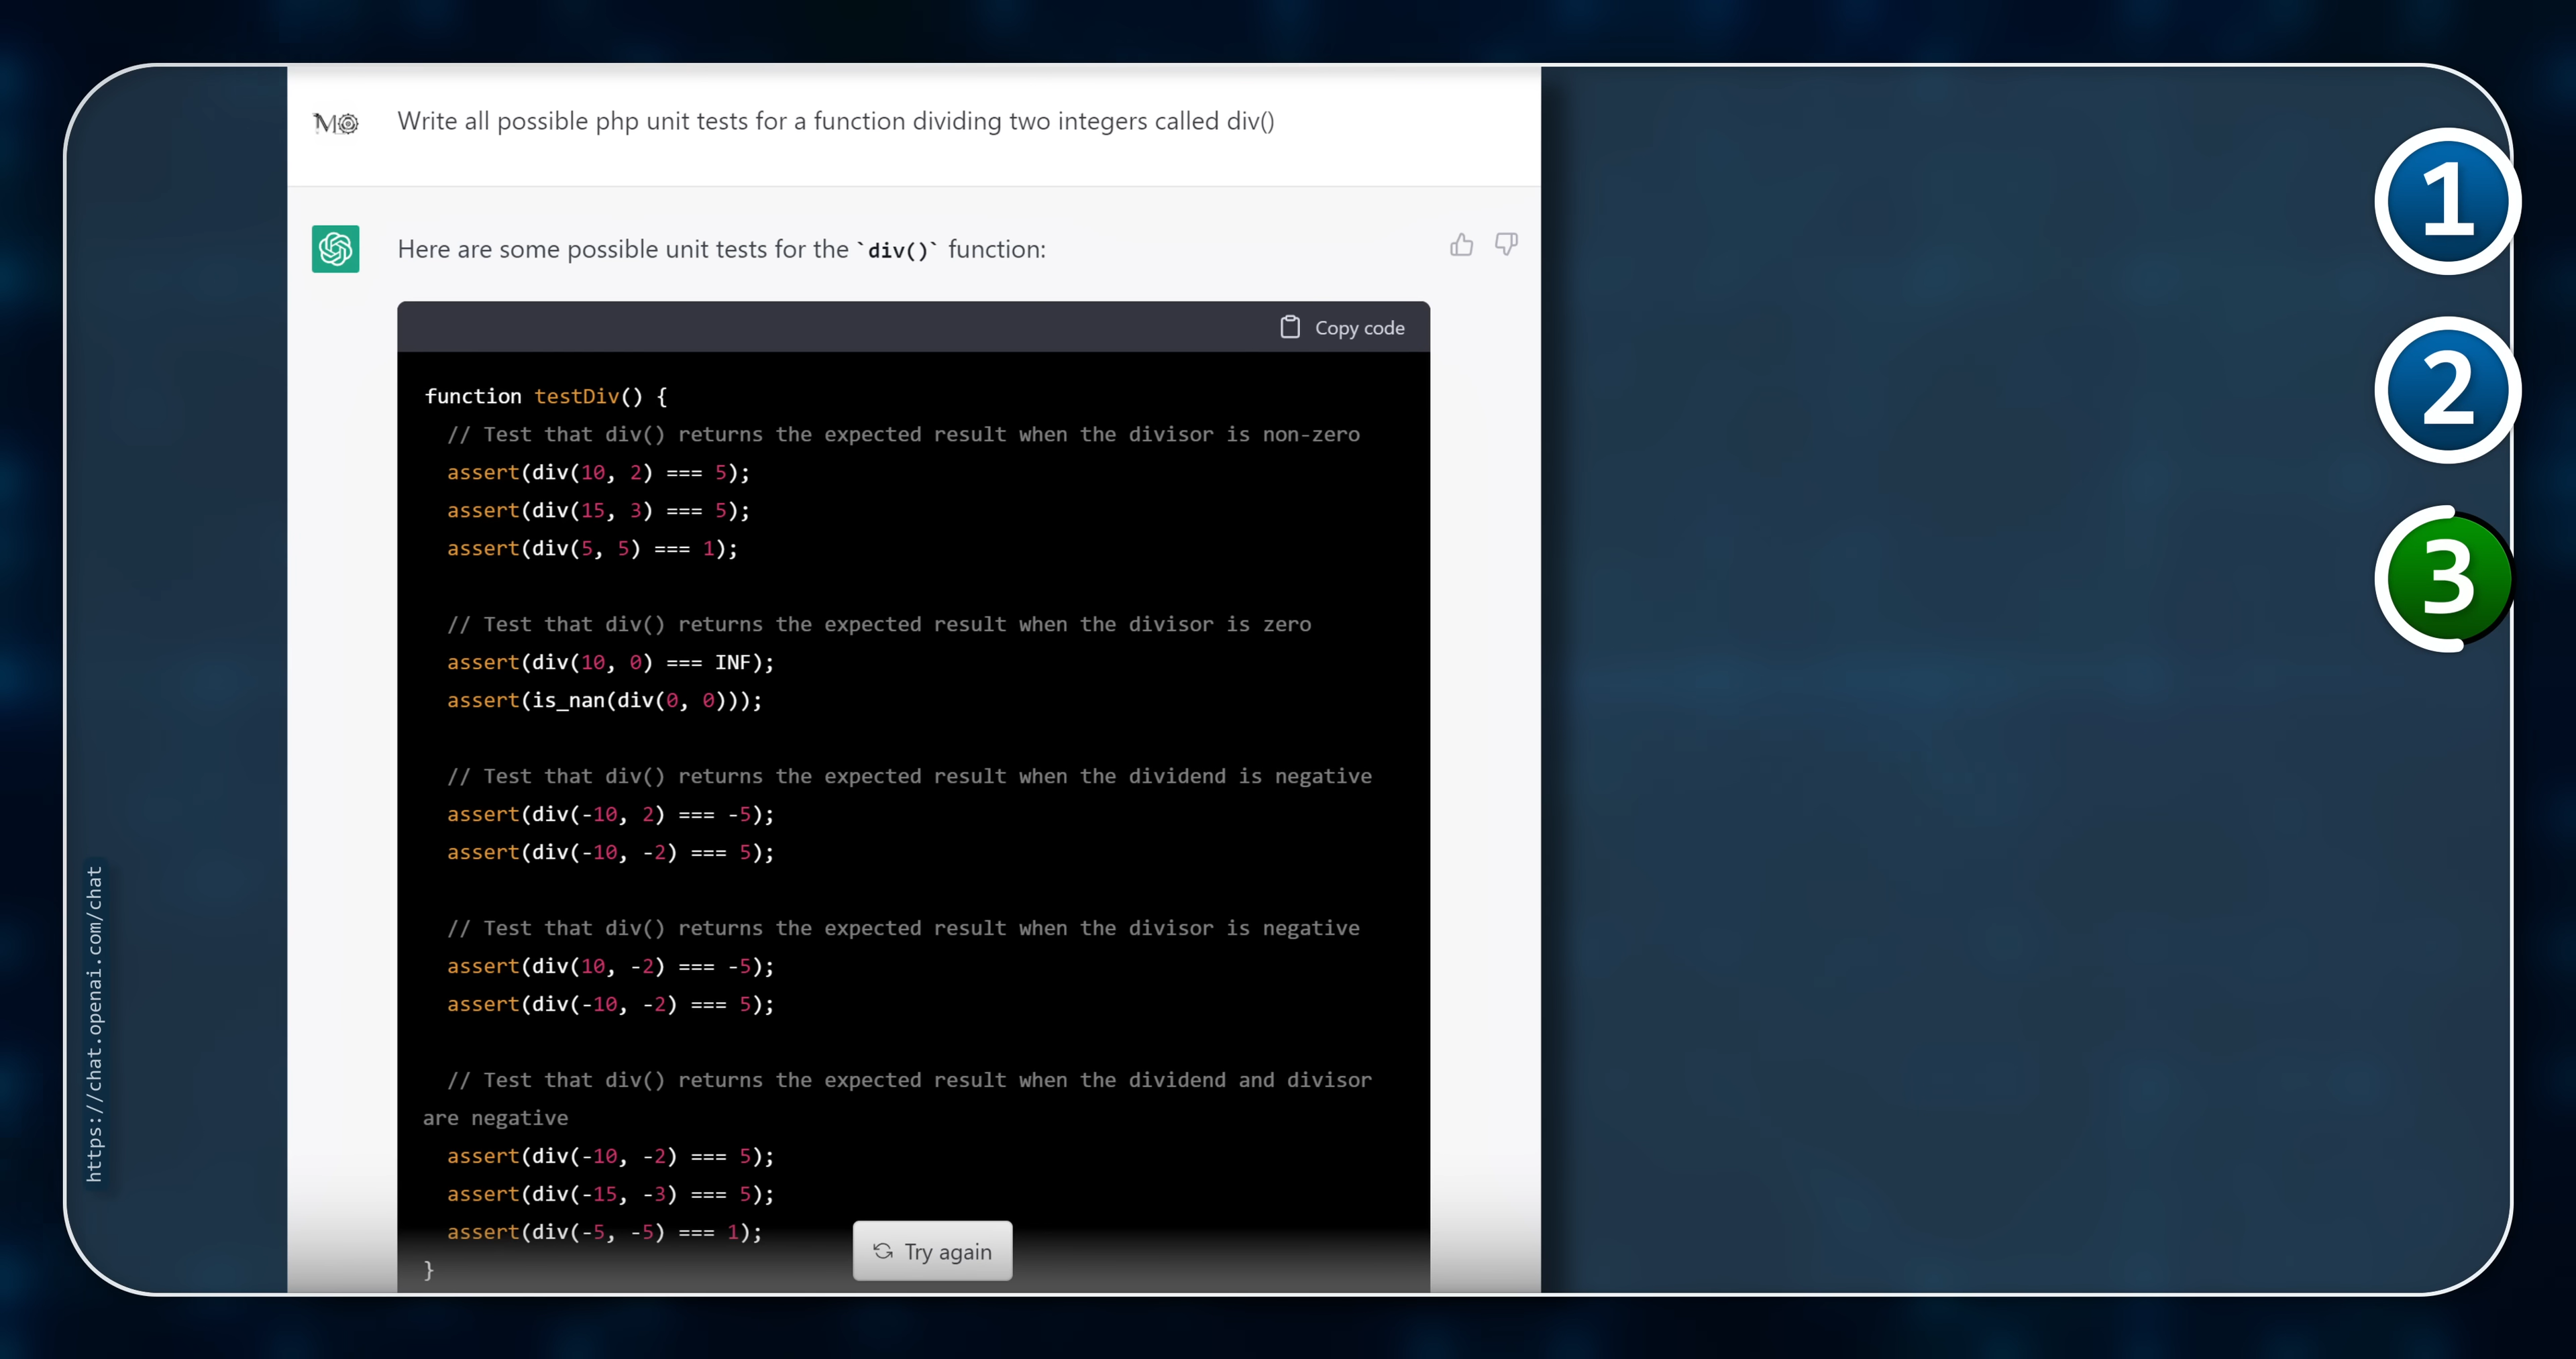 Write all possible php unit tests for a function dividing two integers called div()
Here are some possible unit tests for the `div()` function:
Copy code
function testDiv() {
// Test that div() returns the expected result when the divisor is non-zero
assert(div(10, 2) === 5);
assert(div(15, 3) === 5);
assert(div(5, 5) === 1);
// Test that div() returns the expected result when the divisor is zero
assert(div(10, 0) === INF);
assert(is_nan(div(0, 0)));
// Test that div() returns the expected result when the dividend is negative
assert(div(-10, 2) === -5);
assert(div(-10, -2) === 5);
// Test that div() returns the expected result when the divisor is negative
assert(div(10, -2) === -5);
assert(div(-10, -2) === 5);
// Test that div() returns the expected result when the dividend and divisor
are negative
assert(div(-10, -2) === 5);
assert(div(-15, -3) === 5);
assert(div(-5, -5) === 1);
}
Try again
https://chat.openai.com/chat
1
2
3